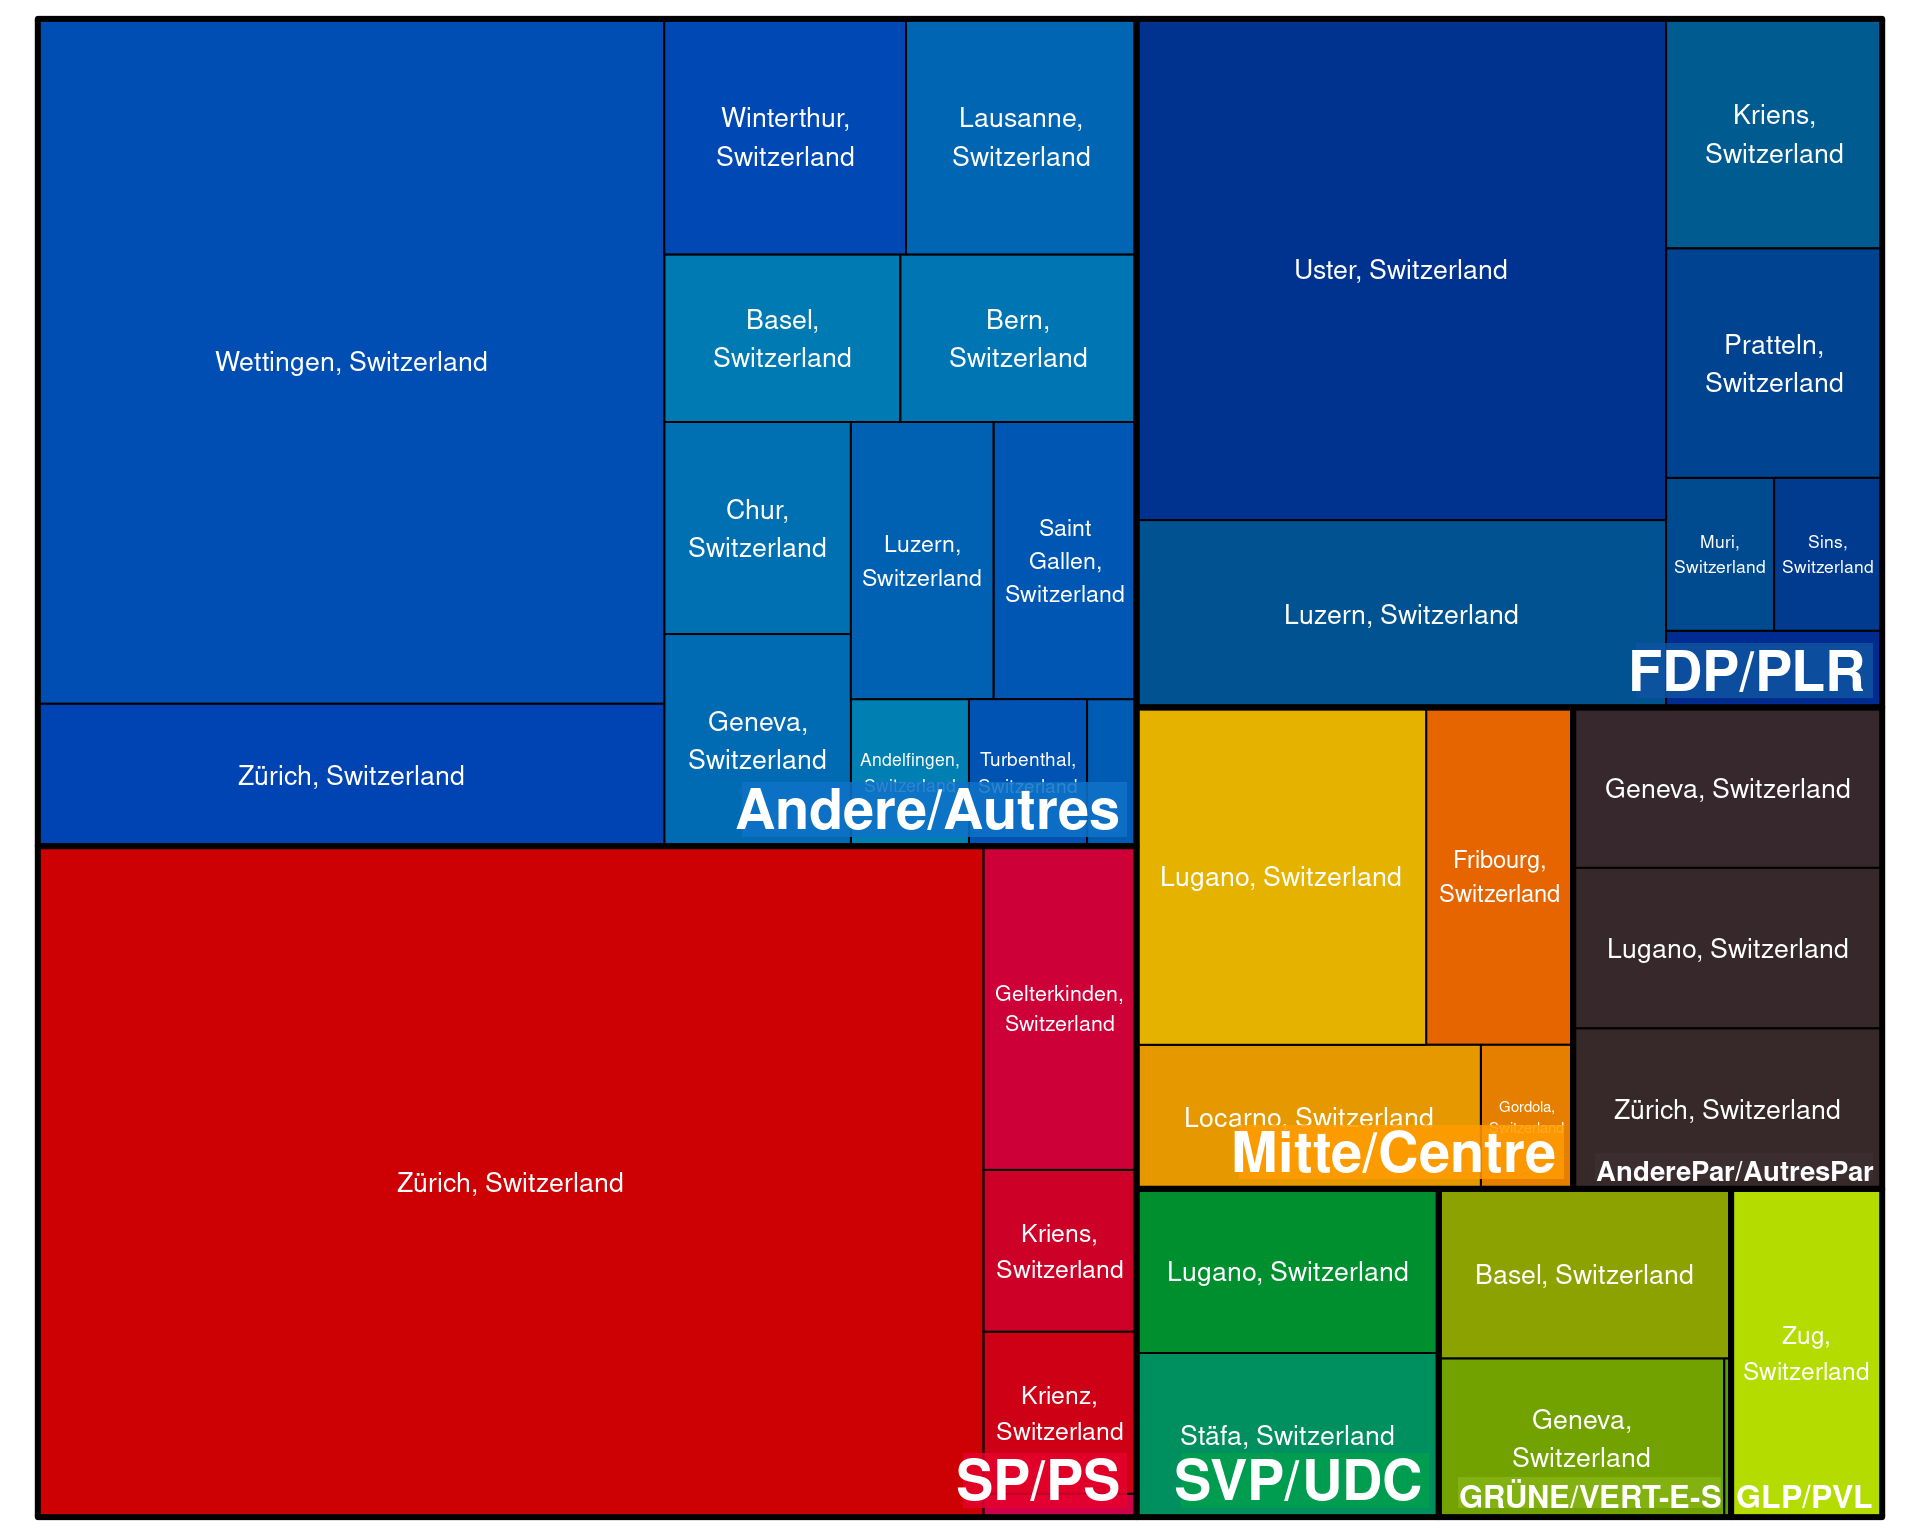 Wettingen, Switzerland
Zürich, Switzerland
Winterthur,
Switzerland
Lausanne,
Switzerland
Basel,
Switzerland
Bern,
Switzerland
Chur,
Switzerland
Luzern,
Switzerland
Saint
Gallen,
Switzerland
Geneva,
Switzerland
Andelfingen,
Switzerland
Turbenthal,
Switzerland
Andere/Autres
Uster, Switzerland
Luzern, Switzerland
Kriens,
Switzerland
Pratteln,
Switzerland
Muri,
Switzerland
Sins,
Switzerland
FDP/PLR
Zürich, Switzerland
Gelterkinden,
Switzerland
Kriens,
Switzerland
Krienz,
Switzerland
SP/PS
Lugano, Switzerland
Fribourg,
Switzerland
Locarno, Switzerland
Gordola,
Switzerland
Mitte/Centre
Geneva, Switzerland
Lugano, Switzerland
Zürich, Switzerland
AnderePar/AutresPar
Lugano, Switzerland
Stäfa, Switzerland
SVP/UDC
Basel, Switzerland
Geneva,
Switzerland
GRÜNE/VERT-E-S
Zug,
Switzerland
GLP/PVL